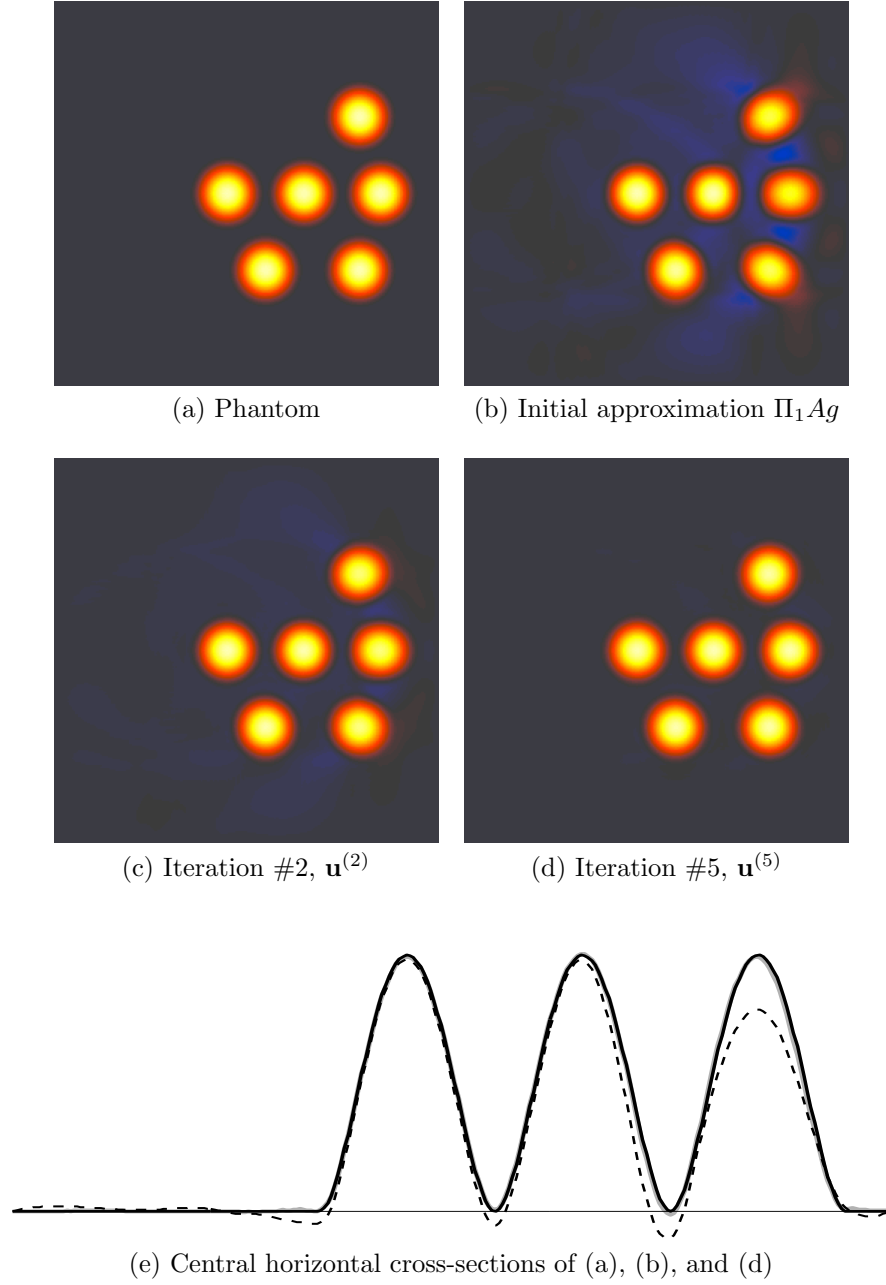 (a) Phantom
(b) Initial approximation Π₁Ag
(c) Iteration #2, u⁽²⁾
(d) Iteration #5, u⁽⁵⁾
(e) Central horizontal cross-sections of (a), (b), and (d)